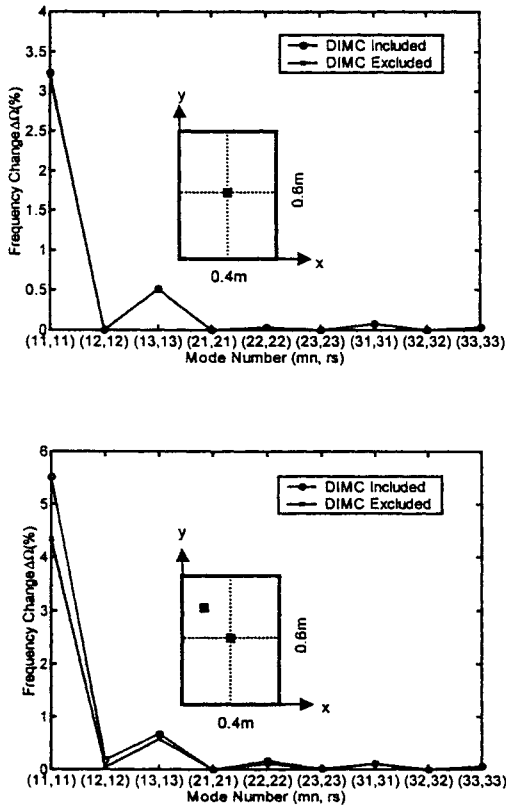 4
3.5
3
2.5
2
1.5
1
0.5
0
Frequency Change ΔΩ(%)
DIMC Included
DIMC Excluded
y
0.6m
0.4m
x
(11,11) (12,12) (13,13) (21,21) (22,22) (23,23) (31,31) (32,32) (33,33)
Mode Number (mn, rs)
6
5
4
3
2
1
0
Frequency Change ΔΩ(%)
DIMC Included
DIMC Excluded
y
0.6m
0.4m
x
(11,11) (12,12) (13,13) (21,21) (22,22) (23,23) (31,31) (32,32) (33,33)
Mode Number (mn, rs)